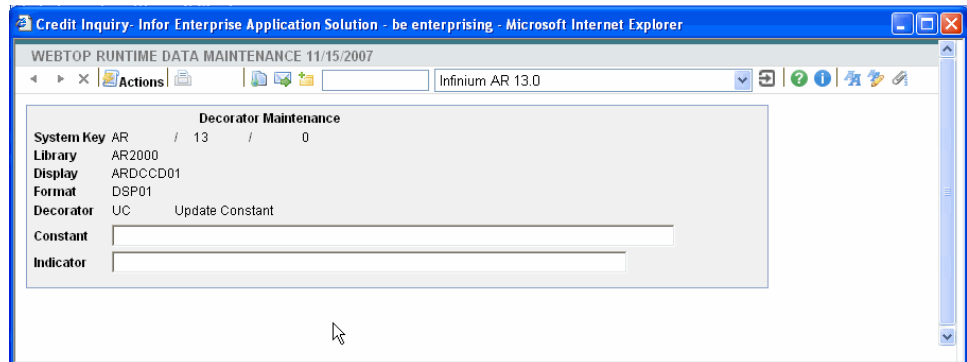 Credit Inquiry- Infor Enterprise Application Solution - be enterprising - Microsoft Internet Explorer
WEBTOP RUNTIME DATA MAINTENANCE 11/15/2007
Actions Infinium AR 13.0
Decorator Maintenance
System Key AR / 13 / 0
Library AR2000
Display ARDCCD01
Format DSP01
Decorator UC Update Constant
Constant
Indicator